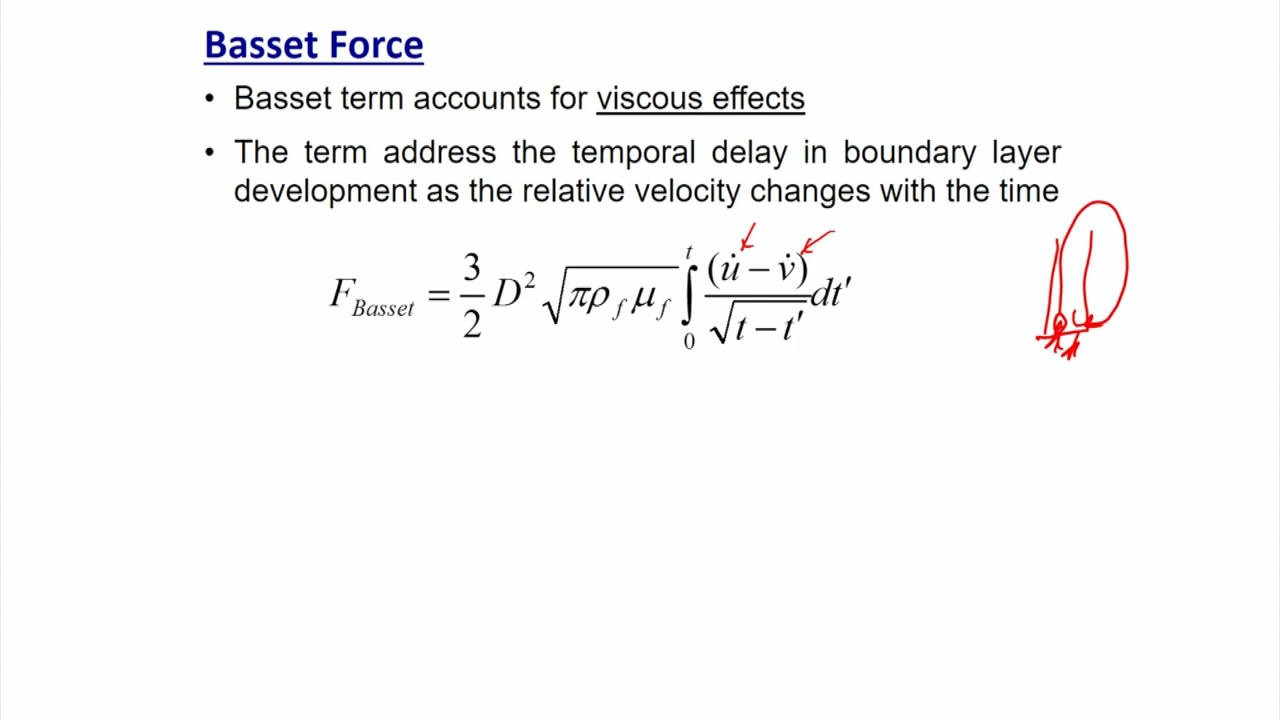 Basset Force
• Basset term accounts for viscous effects
• The term address the temporal delay in boundary layer
development as the relative velocity changes with the time
F_Basset = 3/2 D² √(πρ_f μ_f) ∫₀ᵗ (u̇ − v̇)/√(t − t′) dt′